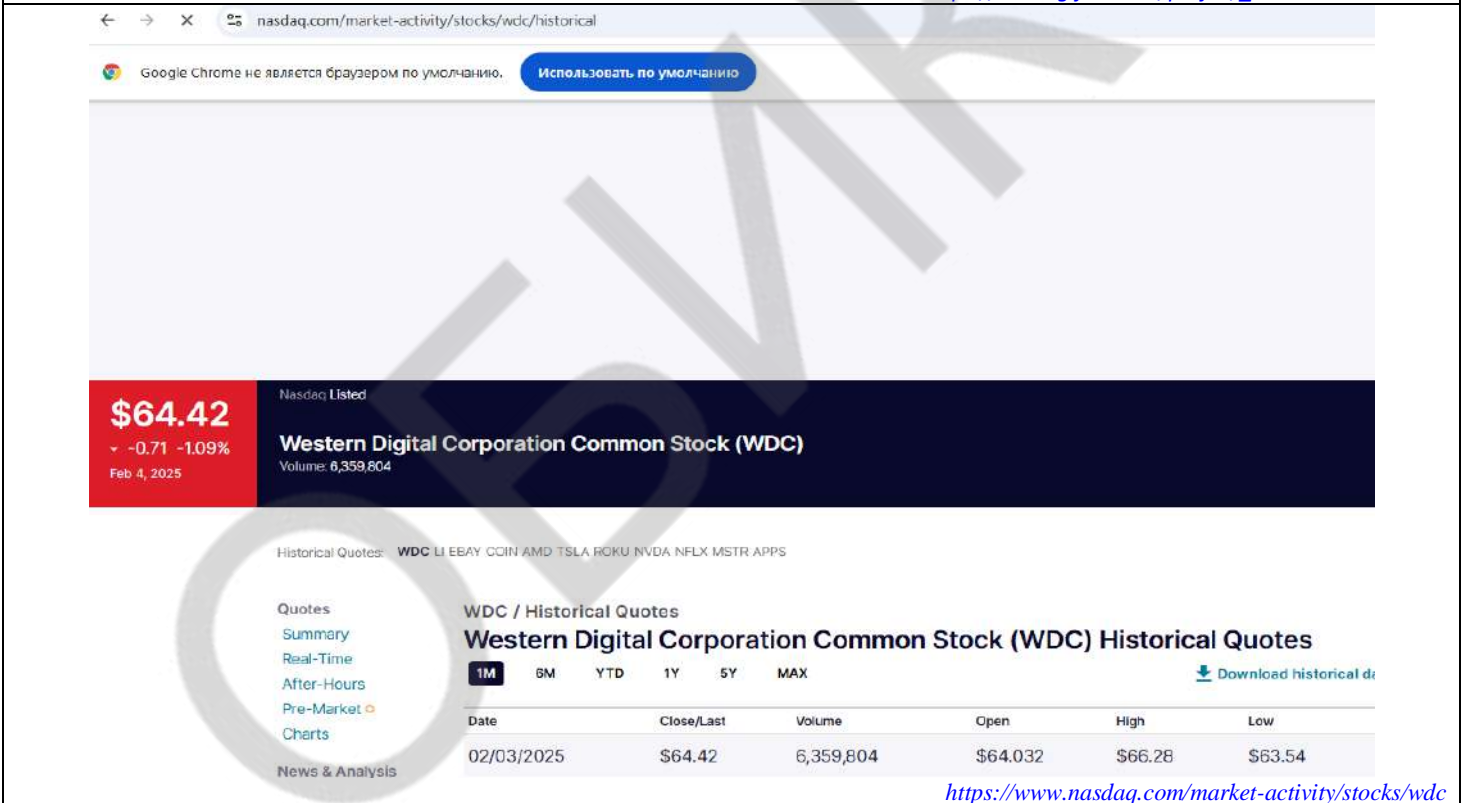 nasdaq.com/market-activity/stocks/wdc/historical
Google Chrome не является браузером по умолчанию. Использовать по умолчанию
ОБИК
$64.42
-0.71 -1.09%
Feb 4, 2025
Nasdaq Listed
Western Digital Corporation Common Stock (WDC)
Volume: 6,359,804
Historical Quotes: WDC LI EBAY COIN AMD TSLA ROKU NVDA NFLX MSTR APPS
Quotes
Summary
Real-Time
After-Hours
Pre-Market
Charts
News & Analysis
WDC / Historical Quotes
Western Digital Corporation Common Stock (WDC) Historical Quotes
1M 6M YTD 1Y 5Y MAX
Download historical da
Date Close/Last Volume Open High Low
02/03/2025 $64.42 6,359,804 $64.032 $66.28 $63.54
https://www.nasdaq.com/market-activity/stocks/wdc